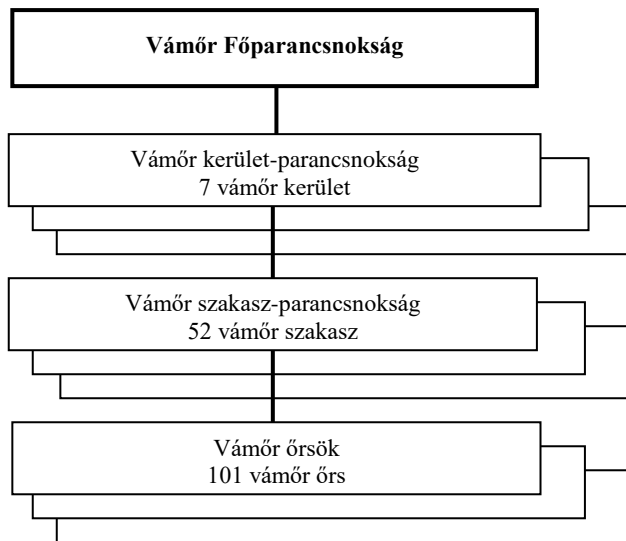 Vámőr Főparancsnokság
Vámőr kerület-parancsnokság
7 vámőr kerület
Vámőr szakasz-parancsnokság
52 vámőr szakasz
Vámőr őrsök
101 vámőr őrs